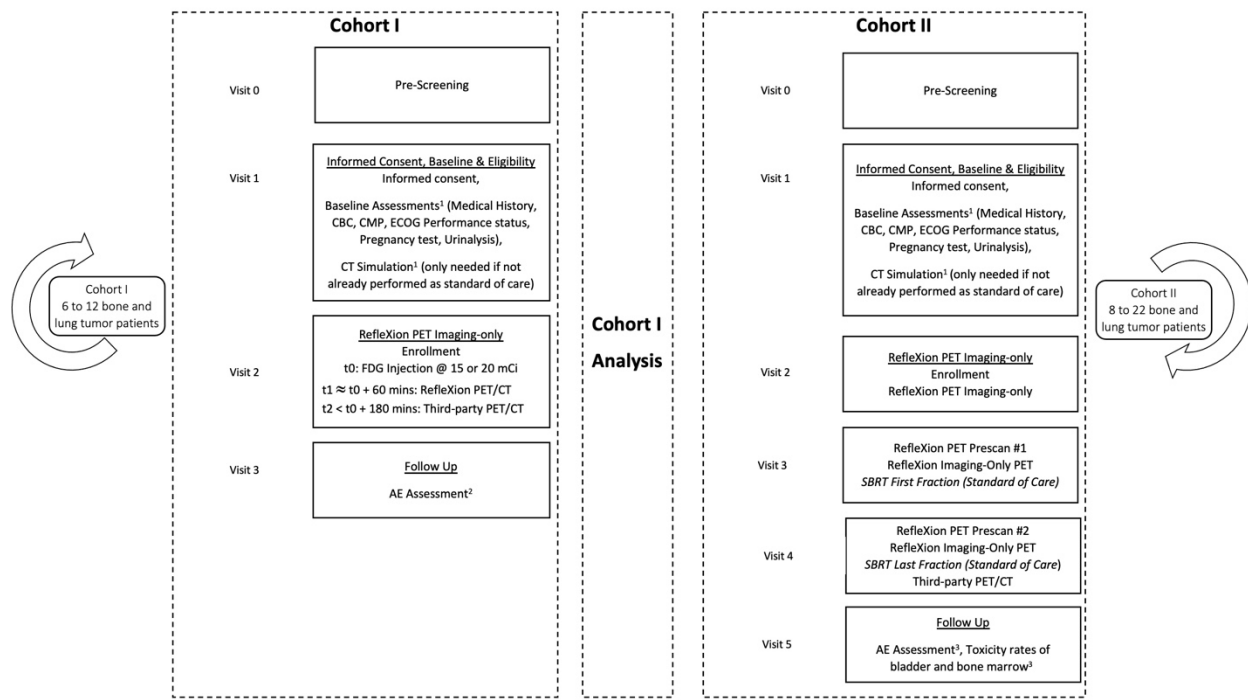 Cohort I
Visit 0
Pre-Screening
Visit 1
Informed Consent, Baseline & Eligibility
Informed consent,
Baseline Assessments¹ (Medical History,
CBC, CMP, ECOG Performance status,
Pregnancy test, Urinalysis),
CT Simulation¹ (only needed if not
already performed as standard of care)
Cohort I
6 to 12 bone and
lung tumor patients
Visit 2
RefleXion PET Imaging-only
Enrollment
t0: FDG Injection @ 15 or 20 mCi
t1 ≈ t0 + 60 mins: RefleXion PET/CT
t2 < t0 + 180 mins: Third-party PET/CT
Visit 3
Follow Up
AE Assessment²
Cohort I
Analysis
Cohort II
Visit 0
Pre-Screening
Visit 1
Informed Consent, Baseline & Eligibility
Informed consent,
Baseline Assessments¹ (Medical History,
CBC, CMP, ECOG Performance status,
Pregnancy test, Urinalysis),
CT Simulation¹ (only needed if not
already performed as standard of care)
Cohort II
8 to 22 bone and
lung tumor patients
Visit 2
RefleXion PET Imaging-only
Enrollment
RefleXion PET Imaging-only
Visit 3
RefleXion PET Prescan #1
RefleXion Imaging-Only PET
SBRT First Fraction (Standard of Care)
Visit 4
RefleXion PET Prescan #2
RefleXion Imaging-Only PET
SBRT Last Fraction (Standard of Care)
Third-party PET/CT
Visit 5
Follow Up
AE Assessment³, Toxicity rates of
bladder and bone marrow³